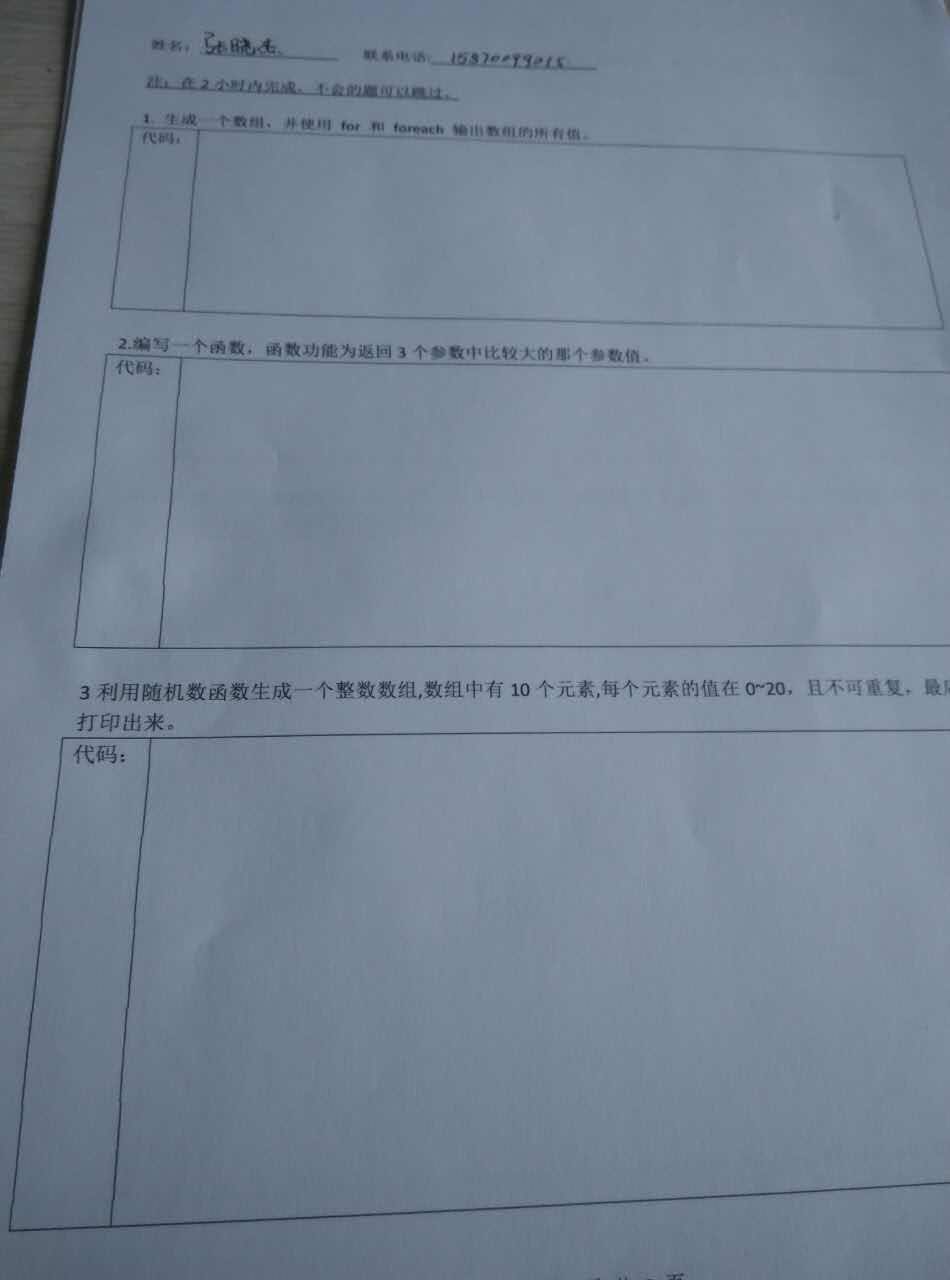 姓名：张晓杰 联系电话：15870099015
注：在2小时内完成，不会的题可以跳过。
1. 生成一个数组，并使用 for 和 foreach 输出数组的所有值。
代码：
2.编写一个函数，函数功能为返回 3 个参数中比较大的那个参数值。
代码：
3 利用随机数函数生成一个整数数组,数组中有 10 个元素,每个元素的值在 0~20，且不可重复，最
打印出来。
代码：